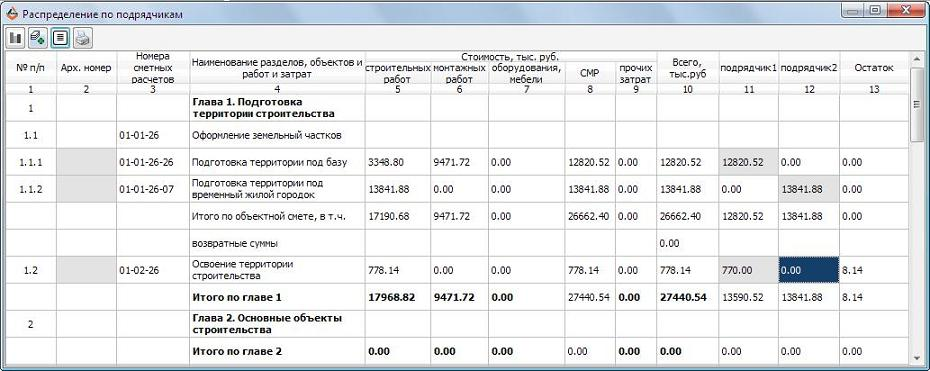 Распределение по подрядчикам
№ п/п Арх. номер Номера сметных расчетов Наименование разделов, объектов и работ и затрат Стоимость, тыс. руб. строительных работ монтажных работ оборудования, мебели СМР прочих затрат Всего, тыс.руб подрядчик1 подрядчик2 Остаток
1 2 3 4 5 6 7 8 9 10 11 12 13
1 Глава 1. Подготовка
территории строительства
1.1 01-01-26 Оформление земельный частков
1.1.1 01-01-26-26 Подготовка территории под базу 3348.80 9471.72 0.00 12820.52 0.00 12820.52 12820.52 0.00 0.00
1.1.2 01-01-26-07 Подготовка территории под
временный жилой городок 13841.88 0.00 0.00 13841.88 0.00 13841.88 0.00 13841.88 0.00
Итого по объектной смете, в т.ч. 17190.68 9471.72 0.00 26662.40 0.00 26662.40 12820.52 13841.88 0.00
возвратные суммы 0.00
1.2 01-02-26 Освоение территории
строительства 778.14 0.00 0.00 778.14 0.00 778.14 770.00 0.00 8.14
Итого по главе 1 17968.82 9471.72 0.00 27440.54 0.00 27440.54 13590.52 13841.88 8.14
2 Глава 2. Основные объекты
строительства
Итого по главе 2 0.00 0.00 0.00 0.00 0.00 0.00 0.00 0.00 0.00